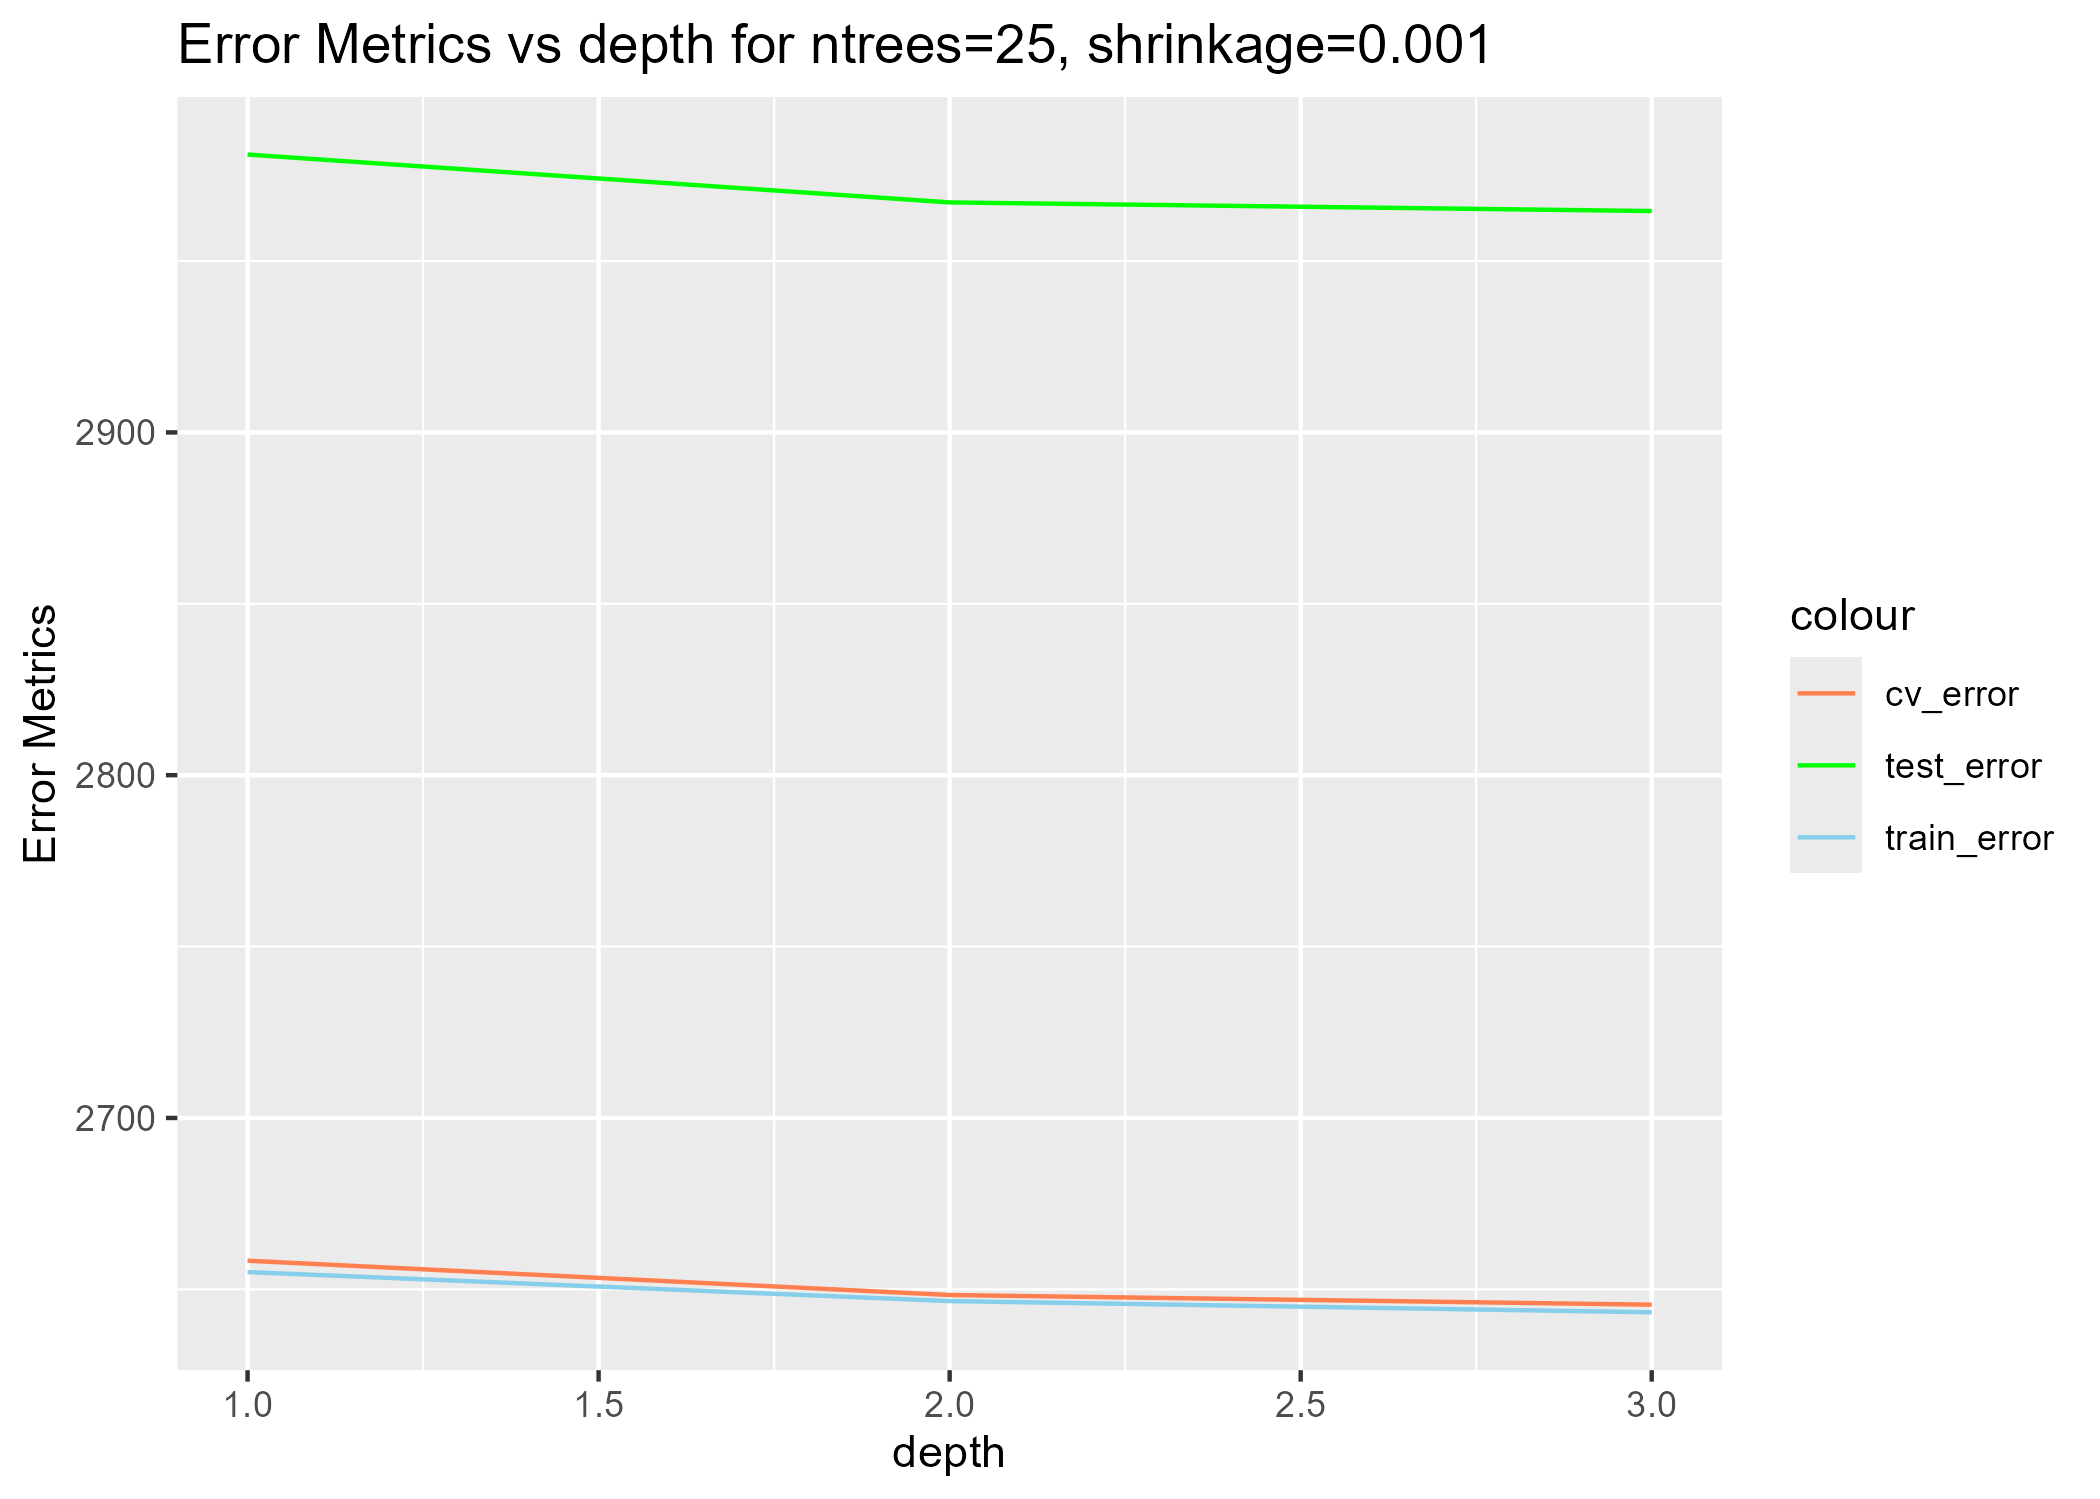 Error Metrics vs depth for ntrees=25, shrinkage=0.001
Error Metrics
2900
2800
2700
1.0 1.5 2.0 2.5 3.0
depth
colour
cv_error
test_error
train_error